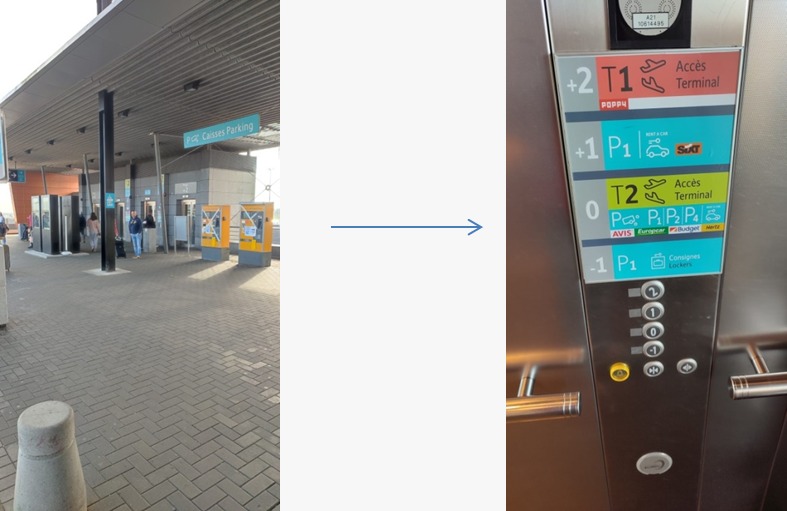 P Caisses Parking
A21
10614495
+2
T1
Accès
Terminal
POPPY
+1
P1
RENT A CAR
SIXT
0
T2
Accès
Terminal
P P1 P2 P4
AVIS Europcar Budget Hertz
-1
P1
Consignes
Lockers
2
1
0
-1